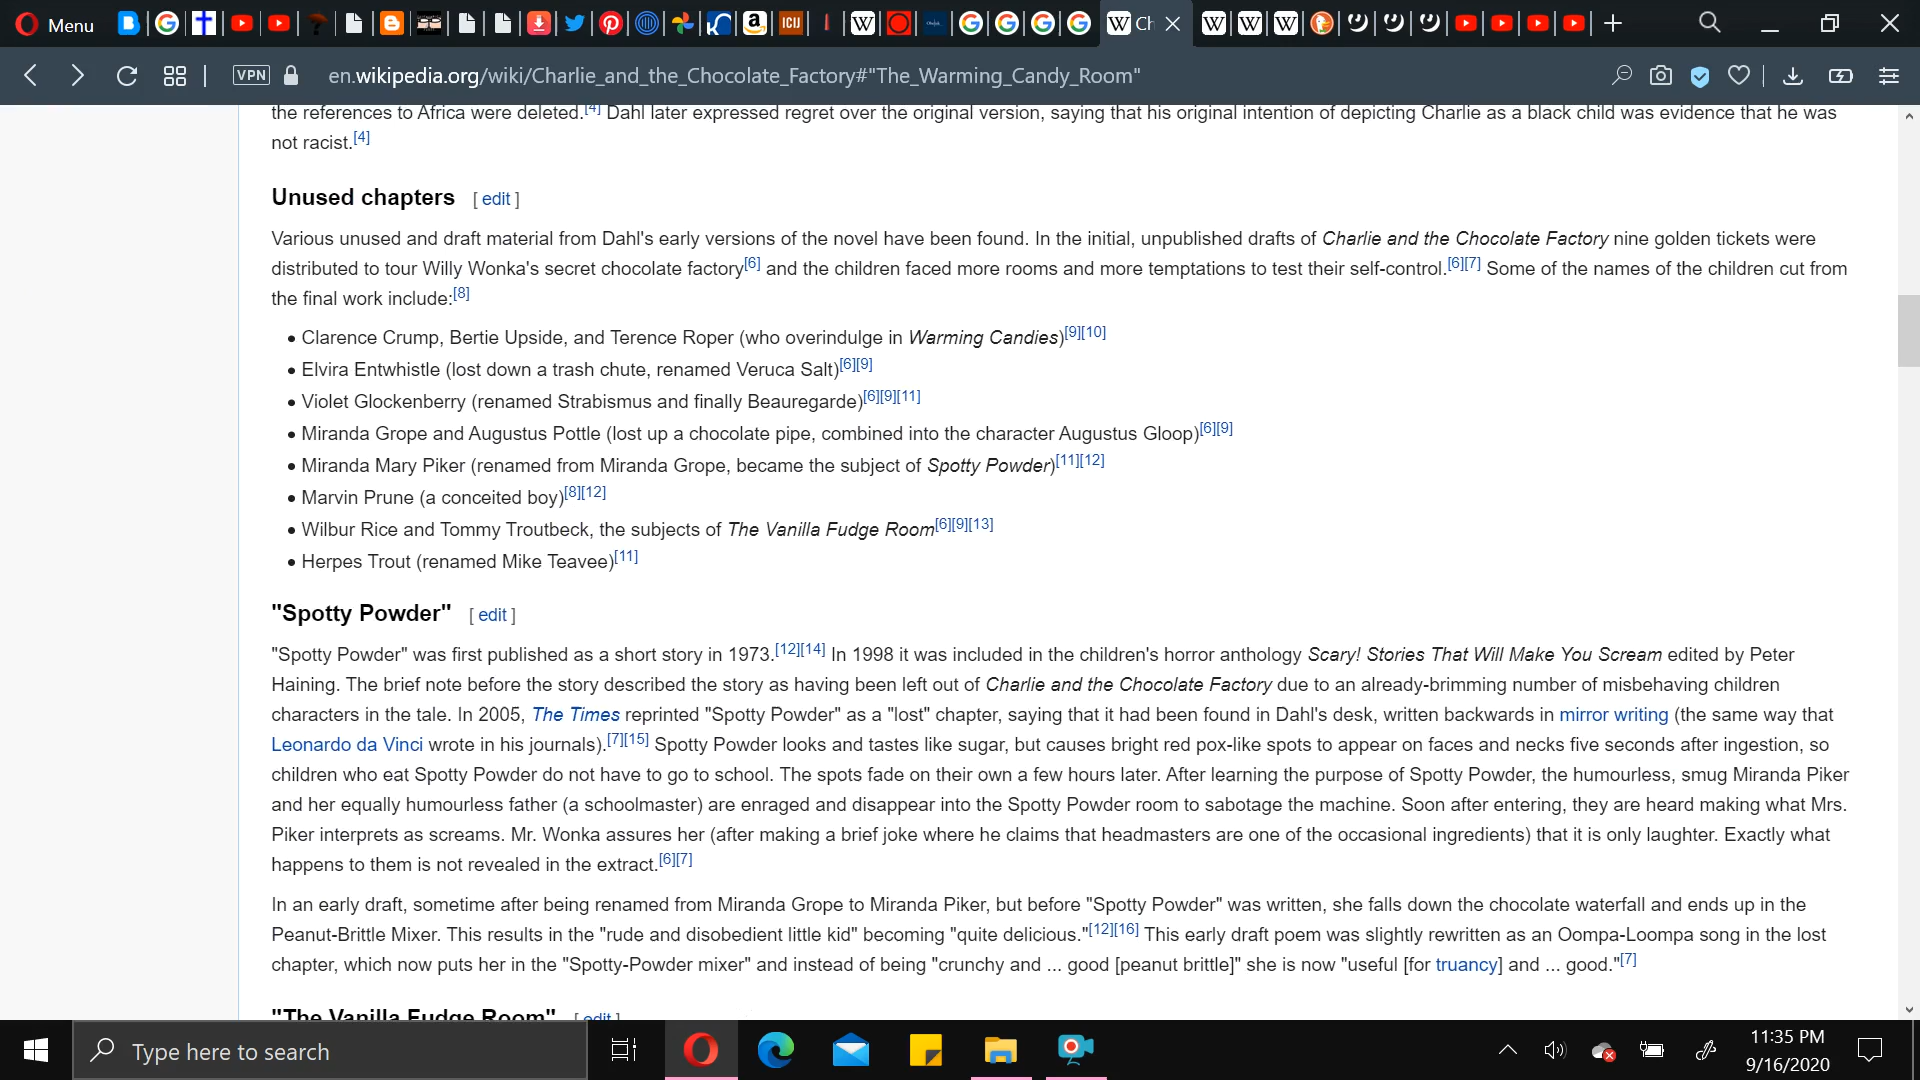 Menu
Ch
VPN
en.wikipedia.org/wiki/Charlie_and_the_Chocolate_Factory#"The_Warming_Candy_Room"
the references to Africa were deleted.[4] Dahl later expressed regret over the original version, saying that his original intention of depicting Charlie as a black child was evidence that he was
not racist.[4]
Unused chapters [ edit ]
Various unused and draft material from Dahl's early versions of the novel have been found. In the initial, unpublished drafts of Charlie and the Chocolate Factory nine golden tickets were
distributed to tour Willy Wonka's secret chocolate factory[6] and the children faced more rooms and more temptations to test their self-control.[6][7] Some of the names of the children cut from
the final work include:[8]
• Clarence Crump, Bertie Upside, and Terence Roper (who overindulge in Warming Candies)[9][10]
• Elvira Entwhistle (lost down a trash chute, renamed Veruca Salt)[6][9]
• Violet Glockenberry (renamed Strabismus and finally Beauregarde)[6][9][11]
• Miranda Grope and Augustus Pottle (lost up a chocolate pipe, combined into the character Augustus Gloop)[6][9]
• Miranda Mary Piker (renamed from Miranda Grope, became the subject of Spotty Powder)[11][12]
• Marvin Prune (a conceited boy)[8][12]
• Wilbur Rice and Tommy Troutbeck, the subjects of The Vanilla Fudge Room[6][9][13]
• Herpes Trout (renamed Mike Teavee)[11]
"Spotty Powder" [ edit ]
"Spotty Powder" was first published as a short story in 1973.[12][14] In 1998 it was included in the children's horror anthology Scary! Stories That Will Make You Scream edited by Peter
Haining. The brief note before the story described the story as having been left out of Charlie and the Chocolate Factory due to an already-brimming number of misbehaving children
characters in the tale. In 2005, The Times reprinted "Spotty Powder" as a "lost" chapter, saying that it had been found in Dahl's desk, written backwards in mirror writing (the same way that
Leonardo da Vinci wrote in his journals).[7][15] Spotty Powder looks and tastes like sugar, but causes bright red pox-like spots to appear on faces and necks five seconds after ingestion, so
children who eat Spotty Powder do not have to go to school. The spots fade on their own a few hours later. After learning the purpose of Spotty Powder, the humourless, smug Miranda Piker
and her equally humourless father (a schoolmaster) are enraged and disappear into the Spotty Powder room to sabotage the machine. Soon after entering, they are heard making what Mrs.
Piker interprets as screams. Mr. Wonka assures her (after making a brief joke where he claims that headmasters are one of the occasional ingredients) that it is only laughter. Exactly what
happens to them is not revealed in the extract.[6][7]
In an early draft, sometime after being renamed from Miranda Grope to Miranda Piker, but before "Spotty Powder" was written, she falls down the chocolate waterfall and ends up in the
Peanut-Brittle Mixer. This results in the "rude and disobedient little kid" becoming "quite delicious."[12][16] This early draft poem was slightly rewritten as an Oompa-Loompa song in the lost
chapter, which now puts her in the "Spotty-Powder mixer" and instead of being "crunchy and ... good [peanut brittle]" she is now "useful [for truancy] and ... good."[7]
"The Vanilla Fudge Room" [ edit ]
Type here to search
11:35 PM
9/16/2020